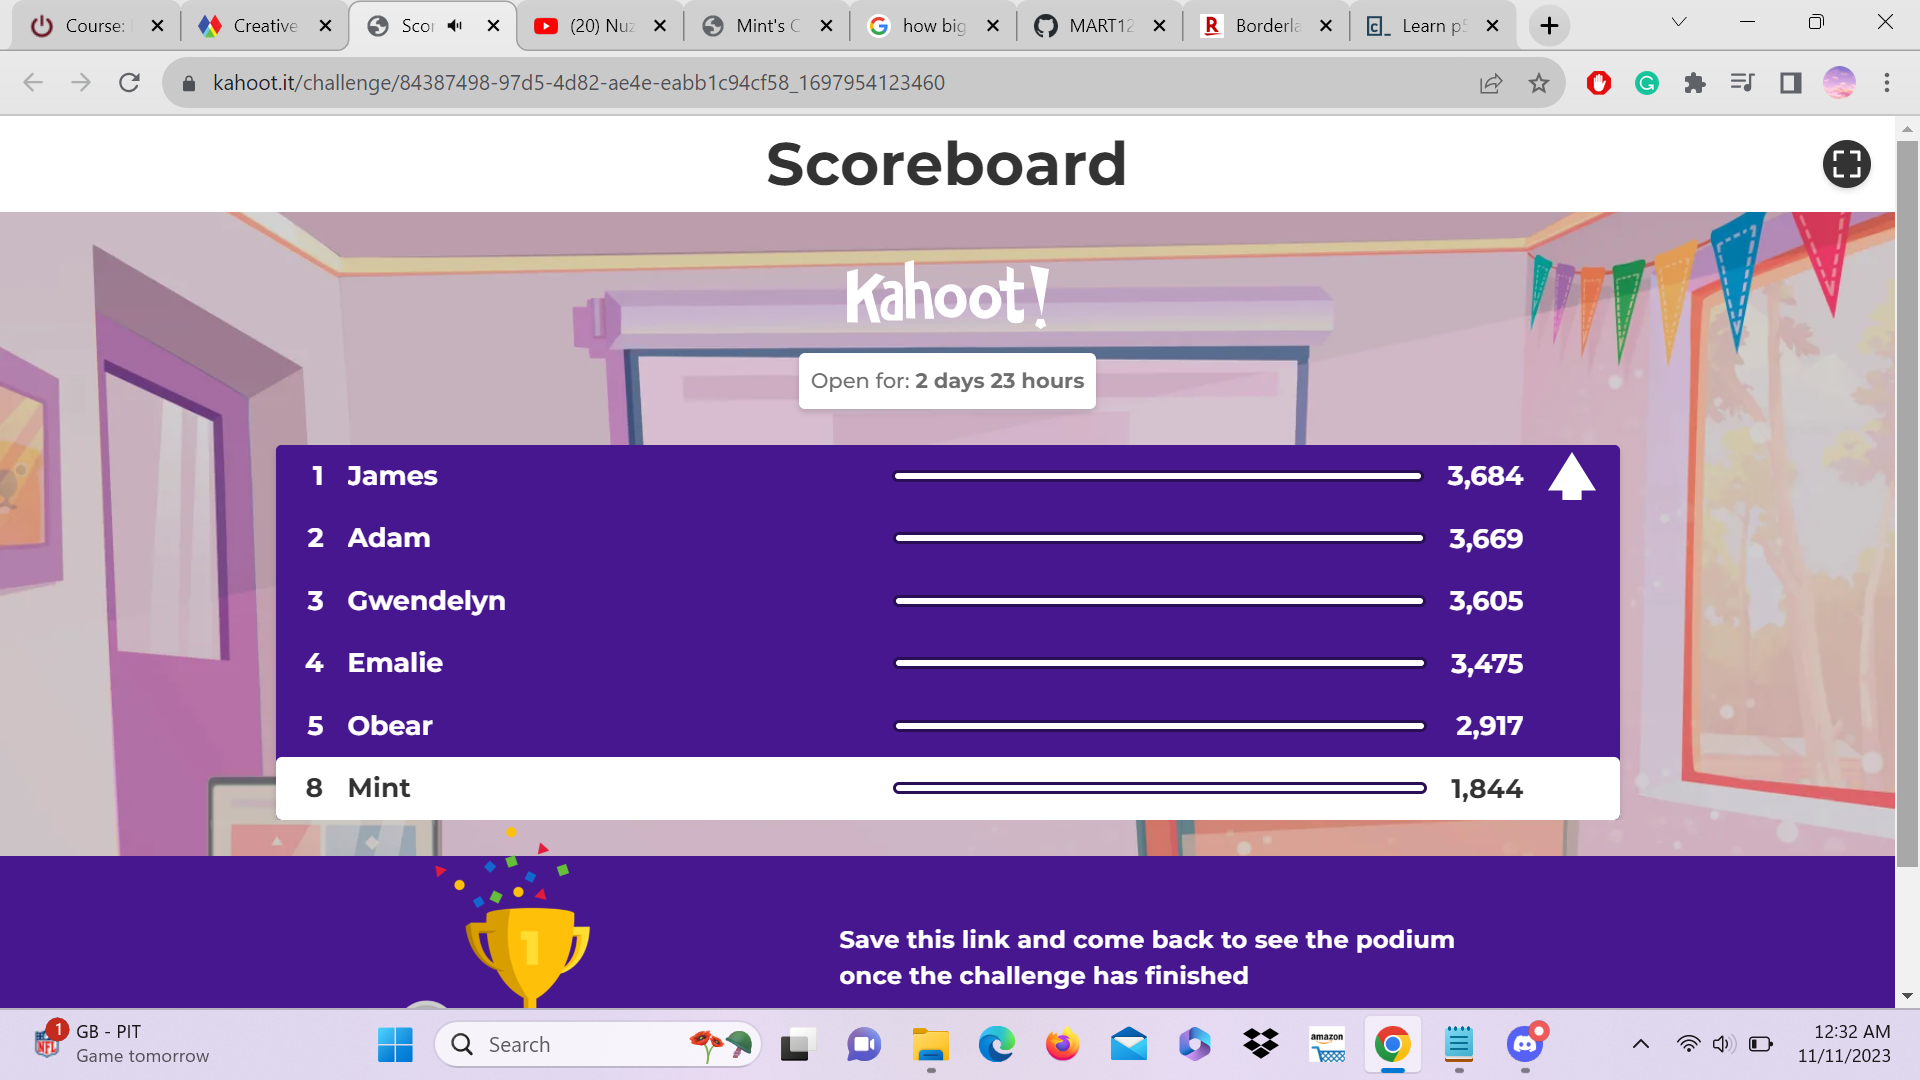 Course:
Creative
Scor
(20) Nuz
Mint's C
how big
MART12
Borderla
Learn p5
kahoot.it/challenge/84387498-97d5-4d82-ae4e-eabb1c94cf58_1697954123460
Scoreboard
Kahoot!
Open for: 2 days 23 hours
1 James 3,684
2 Adam 3,669
3 Gwendelyn 3,605
4 Emalie 3,475
5 Obear 2,917
8 Mint 1,844
1
Save this link and come back to see the podium
once the challenge has finished
1
NFL
GB - PIT
Game tomorrow
Search
amazon
12:32 AM
11/11/2023